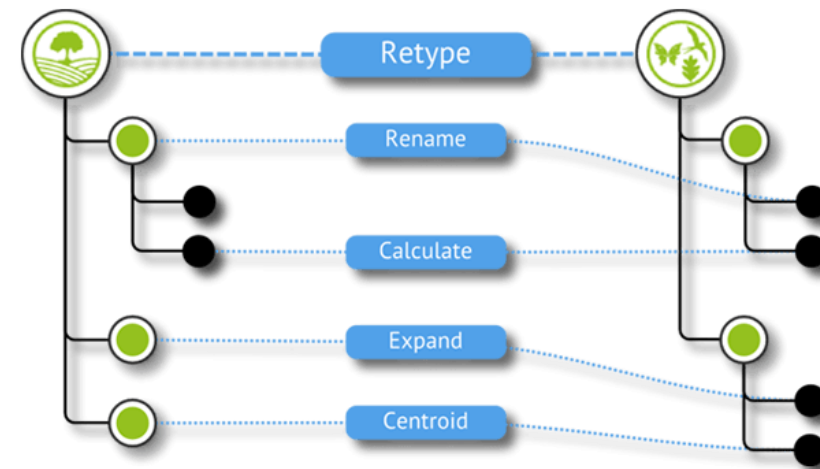 Retype
Rename
Calculate
Expand
Centroid